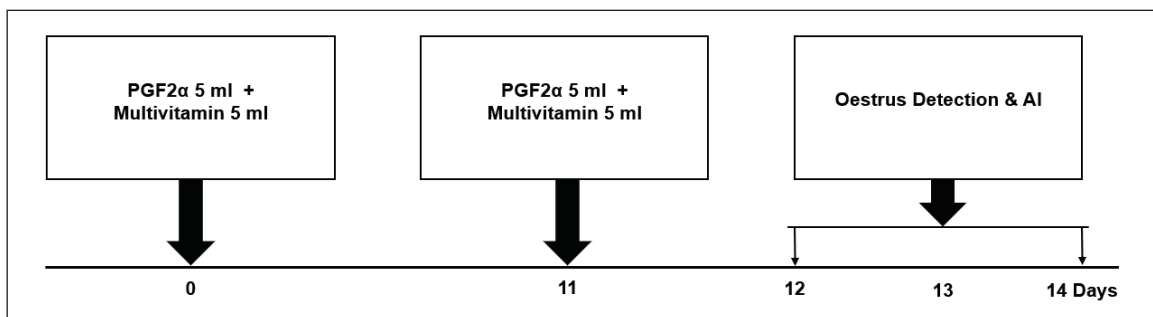 PGF2α 5 ml +
Multivitamin 5 ml
PGF2α 5 ml +
Multivitamin 5 ml
Oestrus Detection & AI
0
11
12
13
14 Days